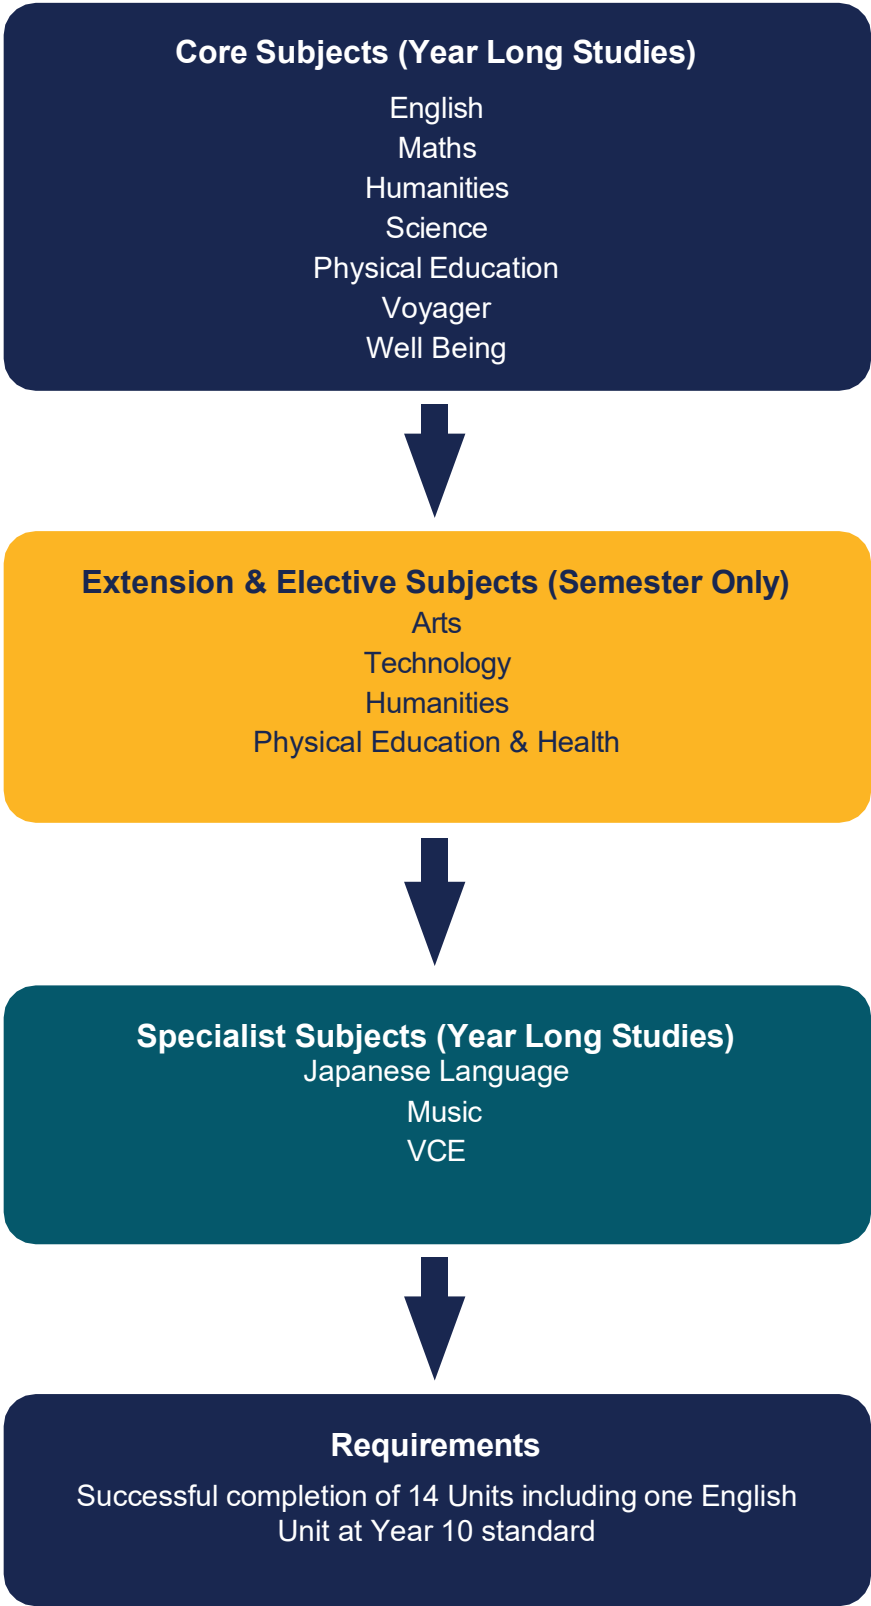 Core Subjects (Year Long Studies)
English
Maths
Humanities
Science
Physical Education
Voyager
Well Being
Extension & Elective Subjects (Semester Only)
Arts
Technology
Humanities
Physical Education & Health
Specialist Subjects (Year Long Studies)
Japanese Language
Music
VCE
Requirements
Successful completion of 14 Units including one English
Unit at Year 10 standard